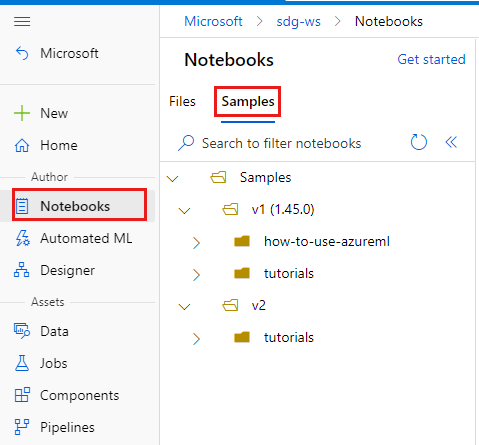 Microsoft > sdg-ws > Notebooks
Microsoft
New
Home
Author
Notebooks
Automated ML
Designer
Assets
Data
Jobs
Components
Pipelines
Notebooks
Get started
Files
Samples
Search to filter notebooks
Samples
v1 (1.45.0)
how-to-use-azureml
tutorials
v2
tutorials